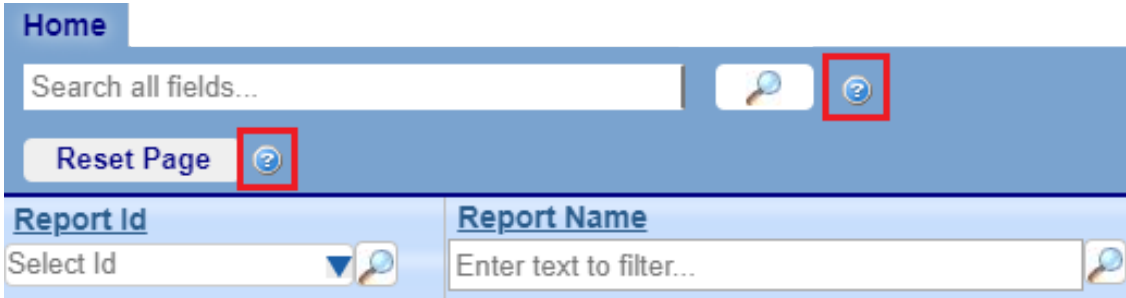 Home
Search all fields...
?
Reset Page ?
Report Id Report Name
Select Id Enter text to filter...